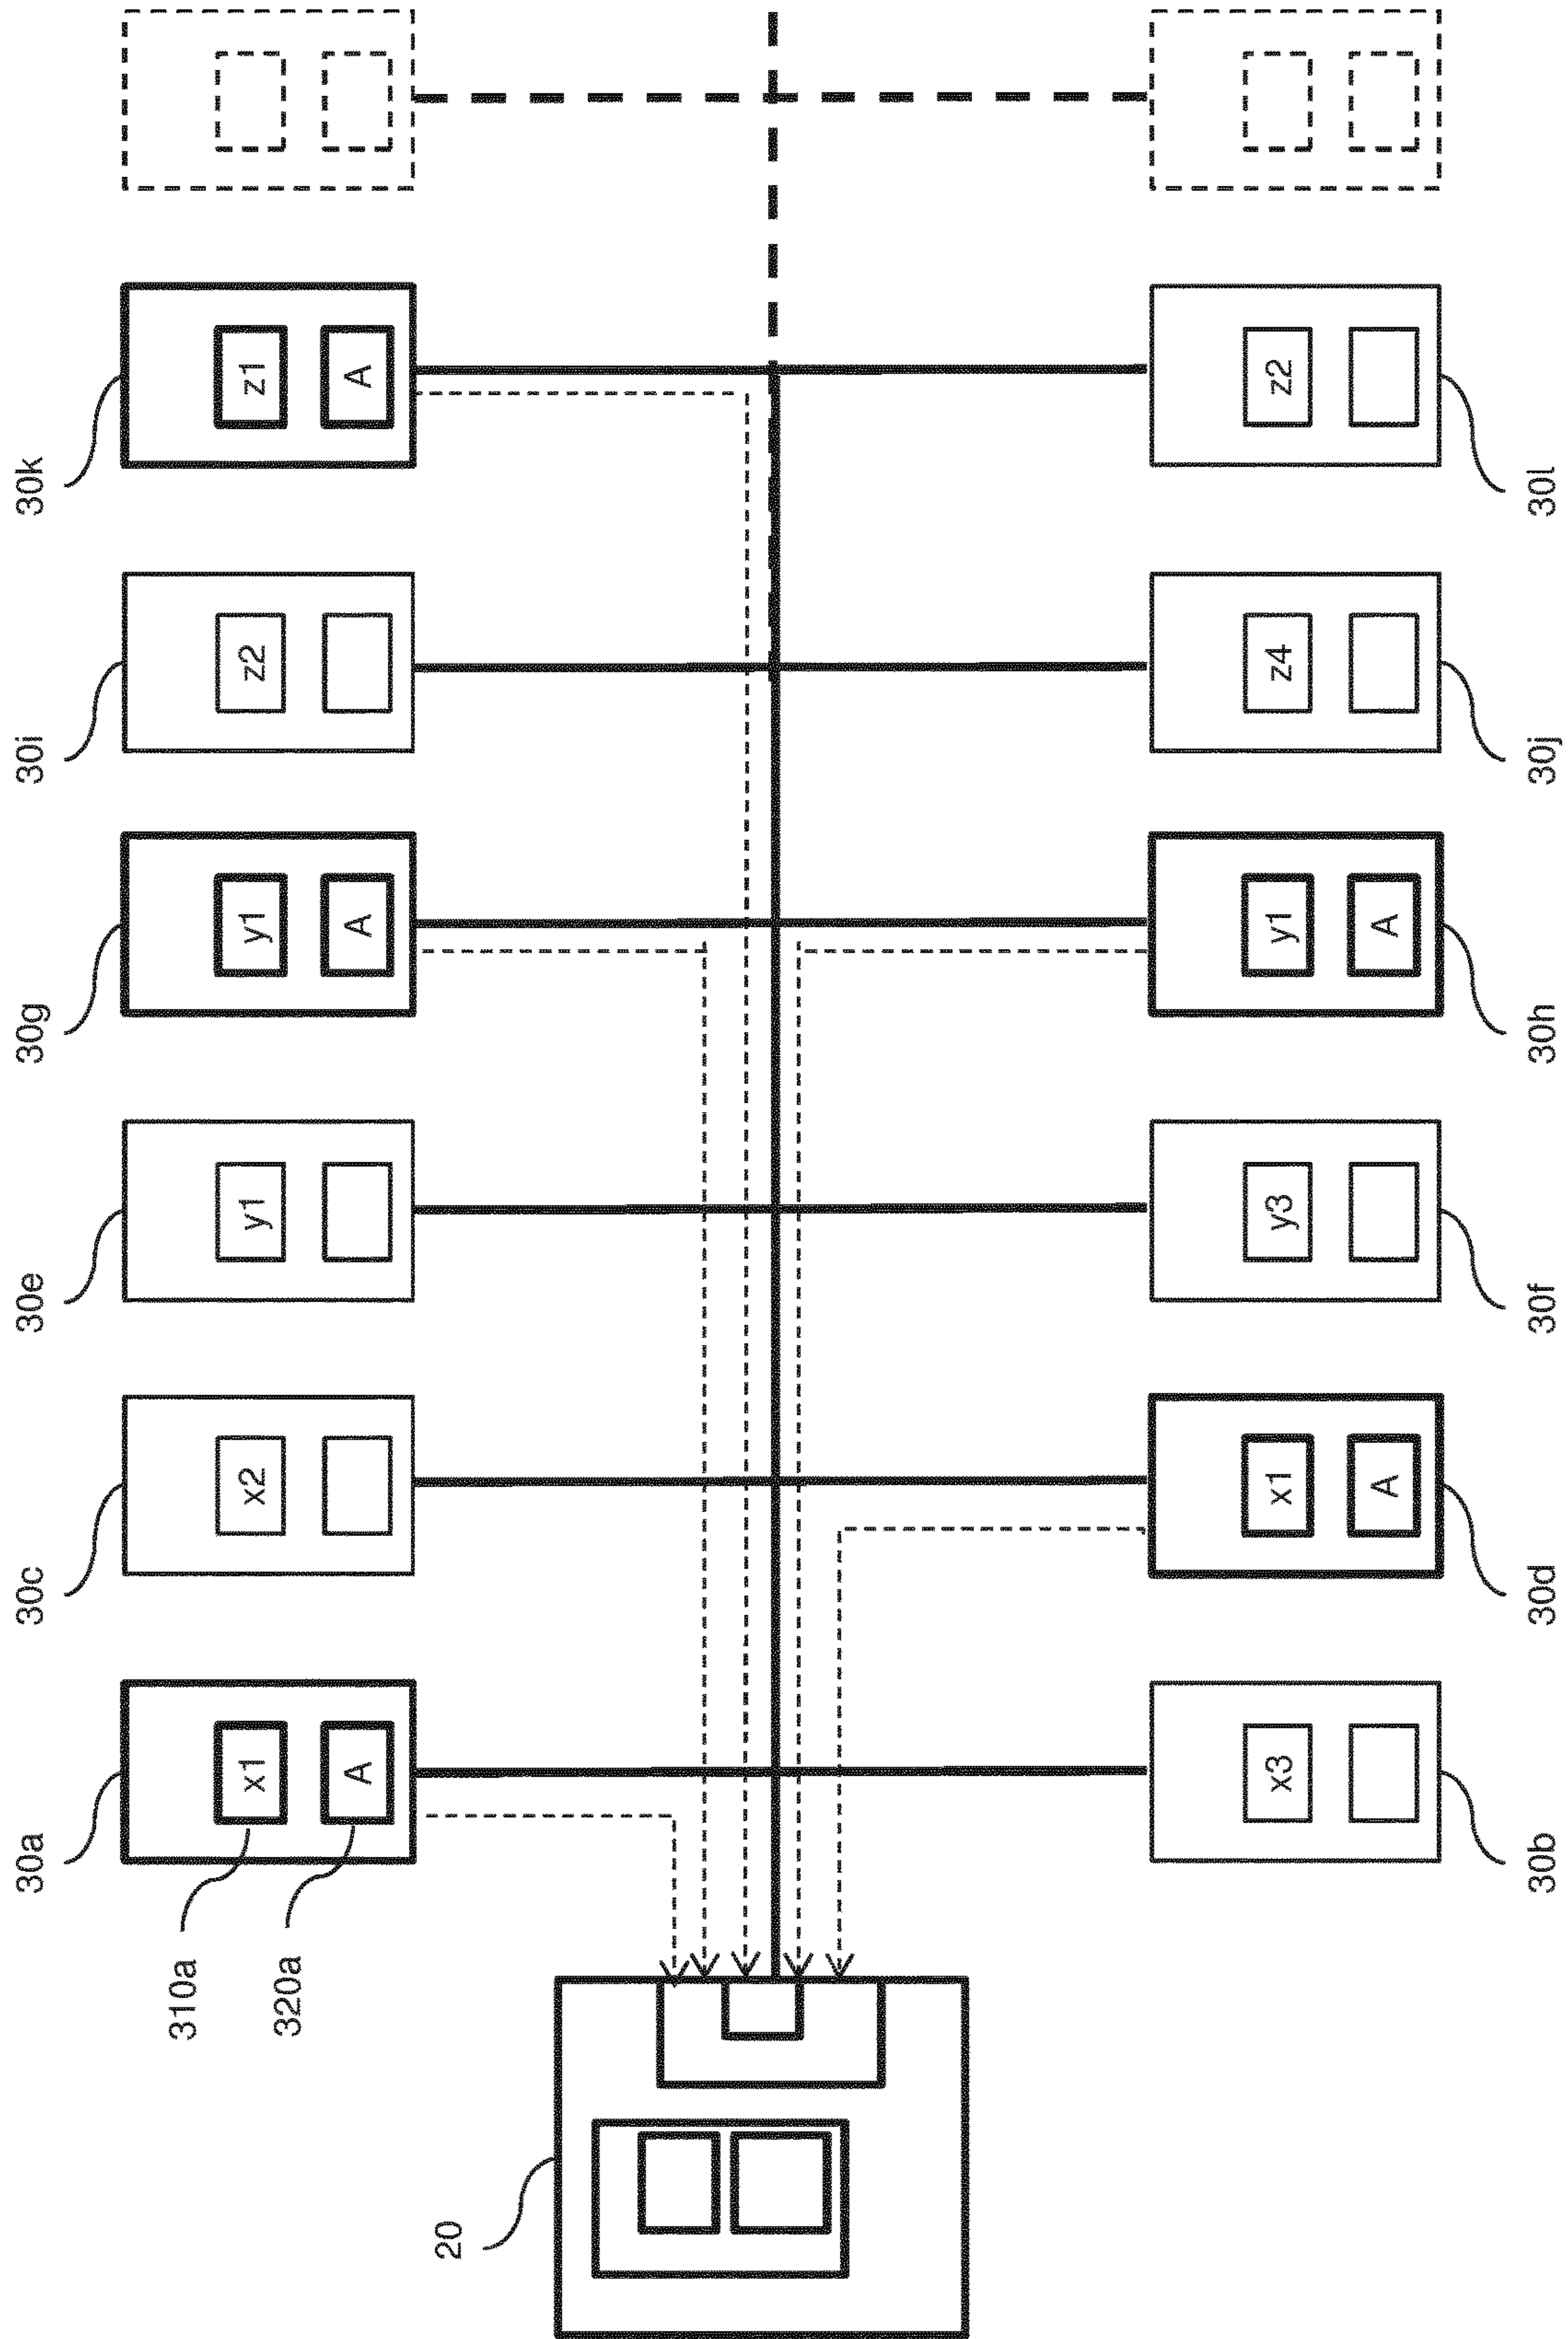 30a 30c 30e 30g 30i 30k
310a
x1 x2 y1 y1 z2 z1
320a
A A A
20
x3 x1 y3 y1 z4 z2
A A
30b 30d 30f 30h 30j 30l